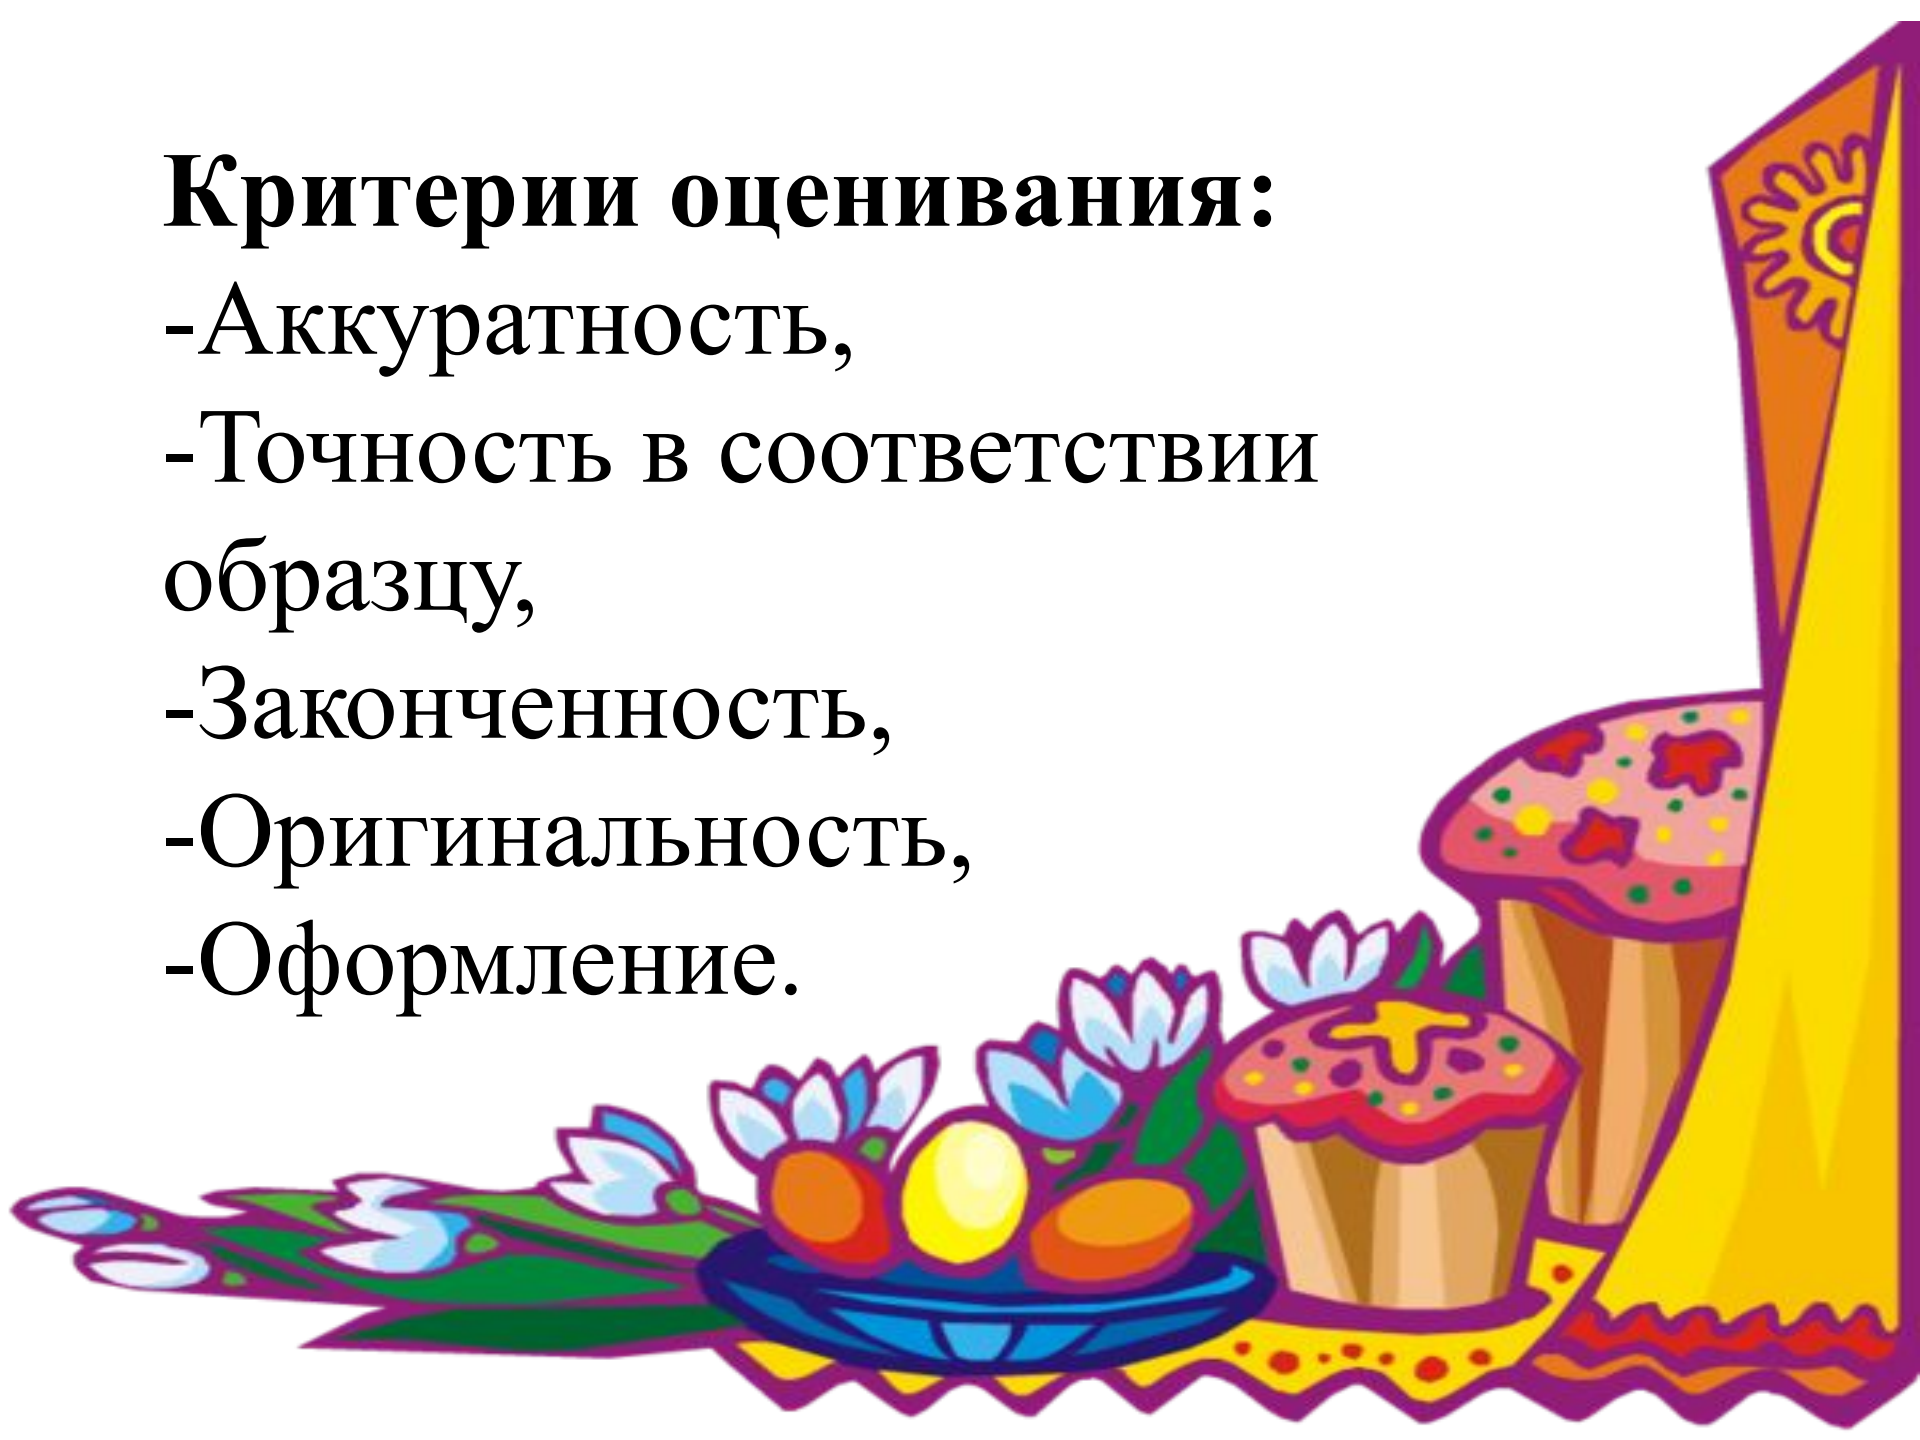 Критерии оценивания:
-Аккуратность,
-Точность в соответствии
образцу,
-Законченность,
-Оригинальность,
-Оформление.